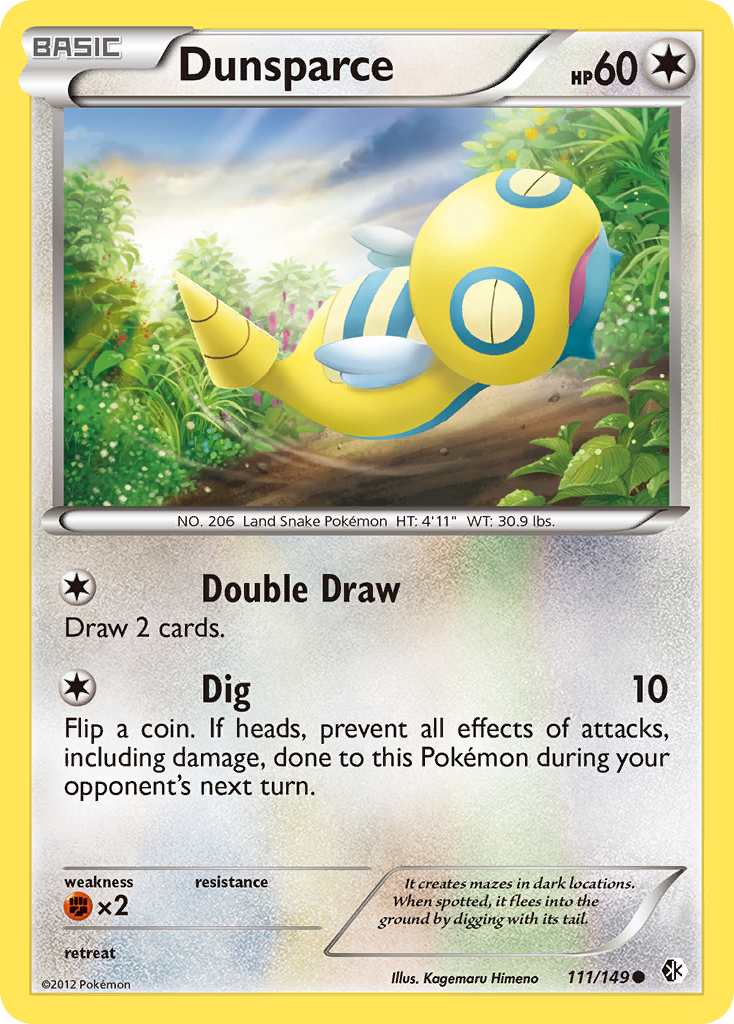 BASIC
Dunsparce
HP60
NO. 206 Land Snake Pokémon HT: 4'11" WT: 30.9 lbs.
Double Draw
Draw 2 cards.
Dig 10
Flip a coin. If heads, prevent all effects of attacks,
including damage, done to this Pokémon during your
opponent's next turn.
weakness resistance
×2
It creates mazes in dark locations.
When spotted, it flees into the
ground by digging with its tail.
retreat
©2012 Pokémon
Illus. Kagemaru Himeno 111/149